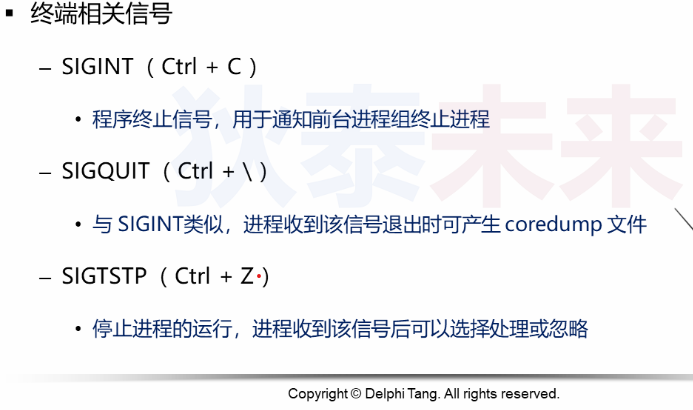 ▪ 终端相关信号
– SIGINT （ Ctrl + C ）
• 程序终止信号，用于通知前台进程组终止进程
– SIGQUIT （ Ctrl + \ ）
• 与 SIGINT类似，进程收到该信号退出时可产生 coredump 文件
– SIGTSTP （ Ctrl + Z ）
• 停止进程的运行，进程收到该信号后可以选择处理或忽略
狄泰未来
Copyright © Delphi Tang. All rights reserved.